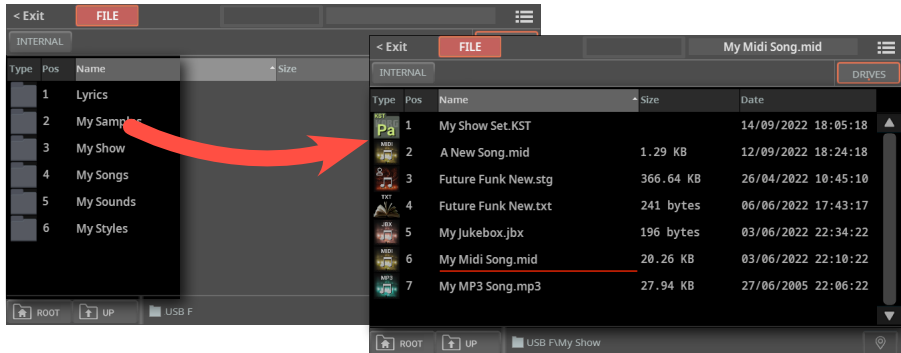 < Exit FILE
INTERNAL
Type Pos Name Size
1 Lyrics
2 My Samples
3 My Show
4 My Songs
5 My Sounds
6 My Styles
ROOT UP USB F
< Exit FILE My Midi Song.mid
INTERNAL DRIVES
Type Pos Name Size Date
KST Pa 1 My Show Set.KST 14/09/2022 18:05:18
MIDI 2 A New Song.mid 1.29 KB 12/09/2022 18:24:18
3 Future Funk New.stg 366.64 KB 26/04/2022 10:45:10
TXT 4 Future Funk New.txt 241 bytes 06/06/2022 17:43:17
JBX 5 My Jukebox.jbx 196 bytes 03/06/2022 22:34:22
MIDI 6 My Midi Song.mid 20.26 KB 03/06/2022 22:10:22
MP3 7 My MP3 Song.mp3 27.94 KB 27/06/2005 22:06:22
ROOT UP USB F\My Show